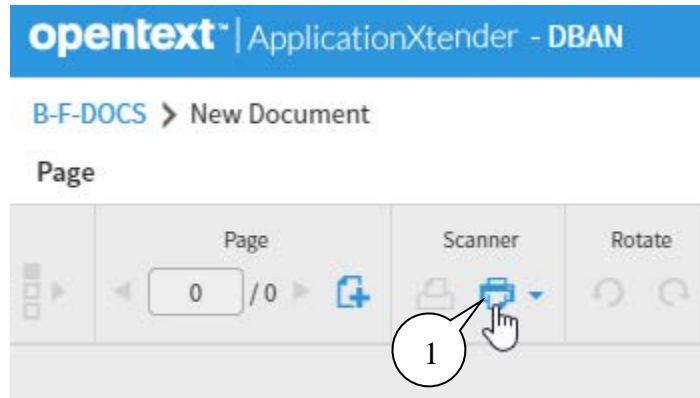 opentext™ | ApplicationXtender - DBAN
B-F-DOCS > New Document
Page
Page Scanner Rotate
0 / 0
1